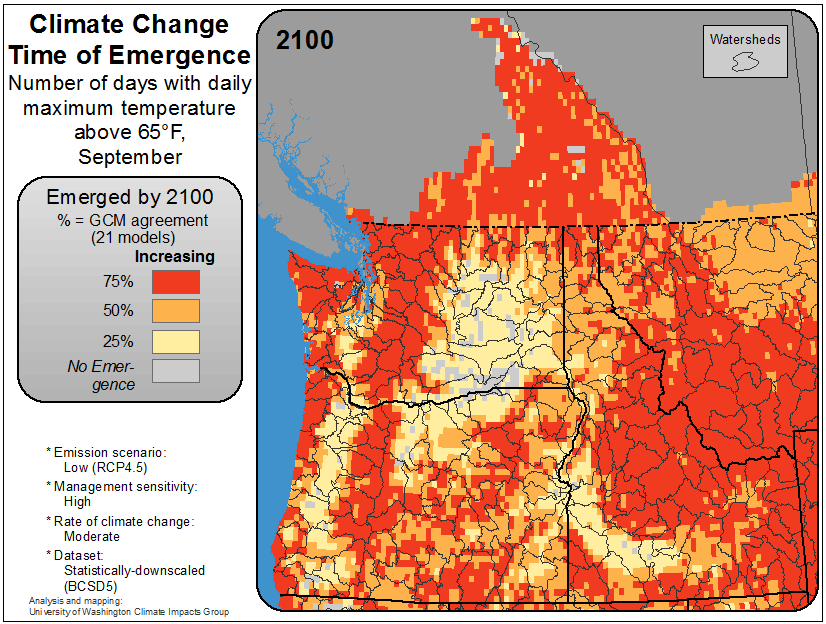 Climate Change
Time of Emergence
Number of days with daily
maximum temperature
above 65°F,
September
Emerged by 2100
% = GCM agreement
(21 models)
Increasing
75%
50%
25%
No Emer-
gence
* Emission scenario:
Low (RCP4.5)
* Management sensitivity:
High
* Rate of climate change:
Moderate
* Dataset:
Statistically-downscaled
(BCSD5)
Analysis and mapping:
University of Washington Climate Impacts Group
2100
Watersheds